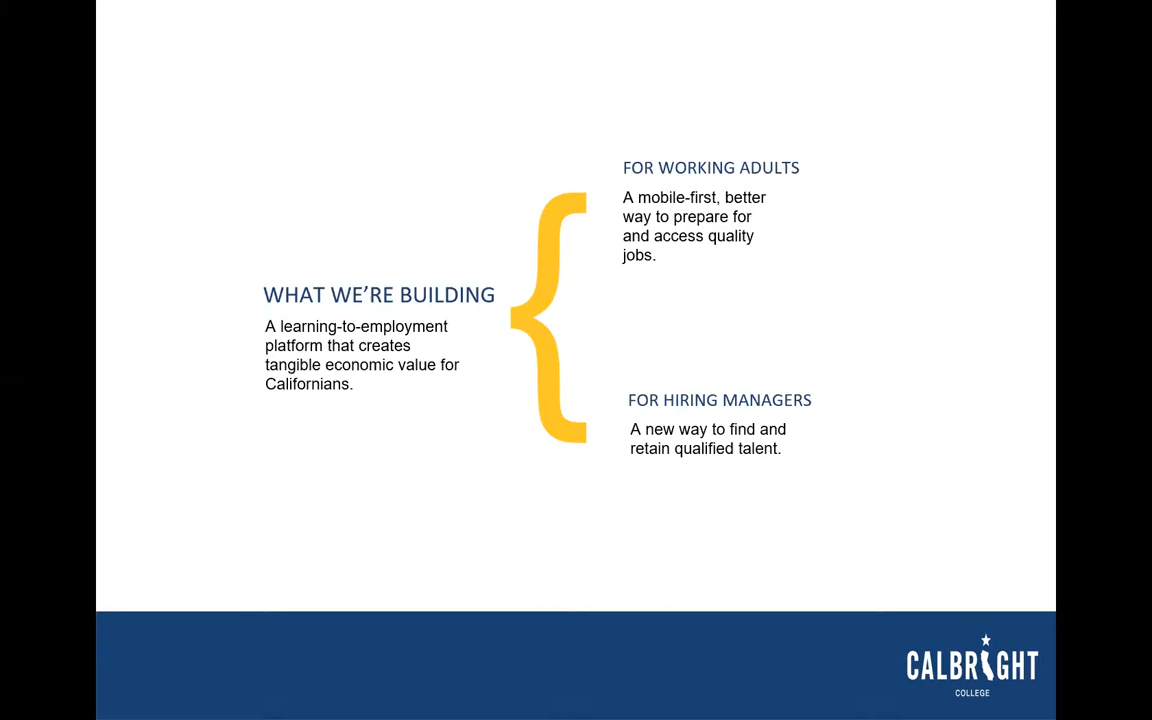 WHAT WE'RE BUILDING
A learning-to-employment
platform that creates
tangible economic value for
Californians.
FOR WORKING ADULTS
A mobile-first, better
way to prepare for
and access quality
jobs.
FOR HIRING MANAGERS
A new way to find and
retain qualified talent.
CALBRIGHT
COLLEGE